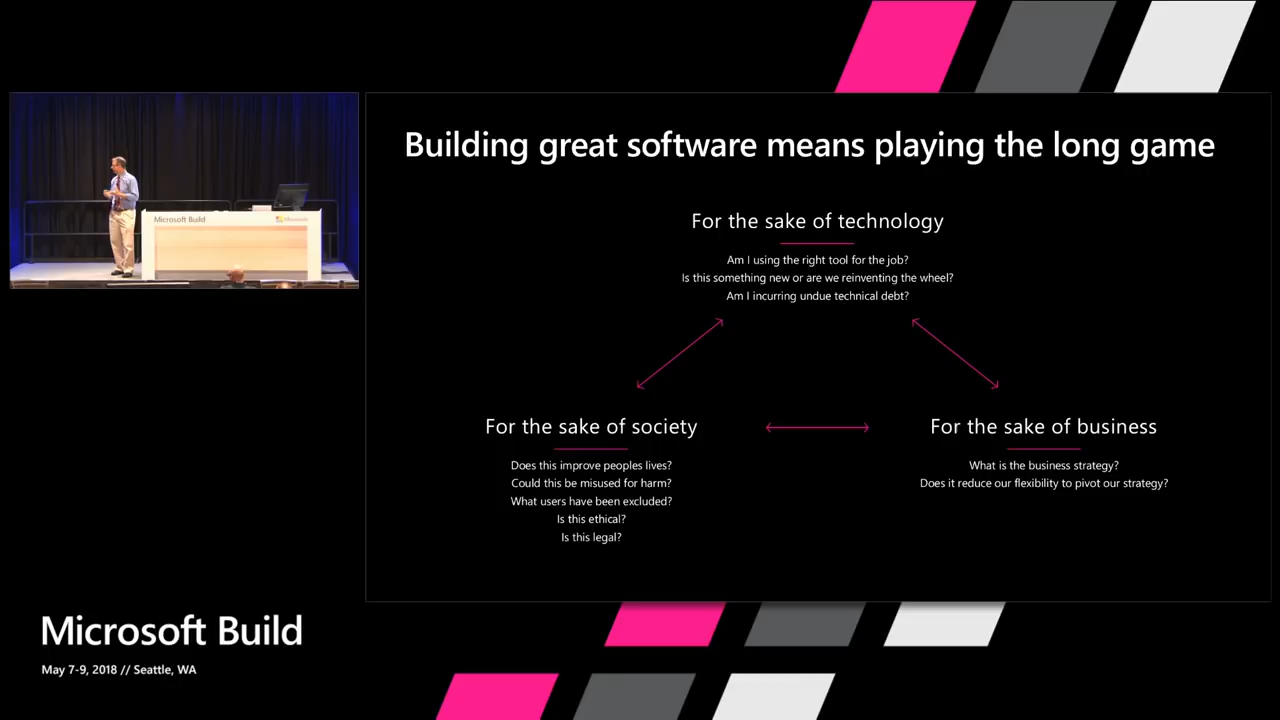 Building great software means playing the long game
For the sake of technology
Am I using the right tool for the job?
Is this something new or are we reinventing the wheel?
Am I incurring undue technical debt?
For the sake of society
Does this improve peoples lives?
Could this be misused for harm?
What users have been excluded?
Is this ethical?
Is this legal?
For the sake of business
What is the business strategy?
Does it reduce our flexibility to pivot our strategy?
Microsoft Build
Microsoft
Microsoft Build
May 7-9, 2018 // Seattle, WA